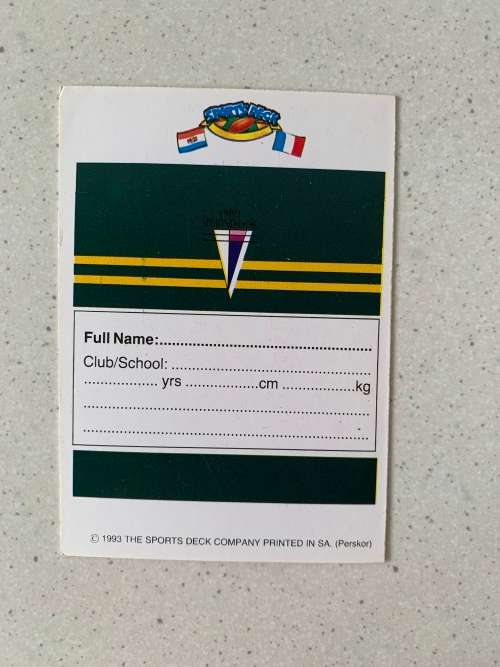 SPORTS DECK
Full Name:..................................................
Club/School: ..............................................
.................. yrs ..................cm ..................kg
......................................................................
......................................................................
© 1993 THE SPORTS DECK COMPANY PRINTED IN SA. (Perskor)